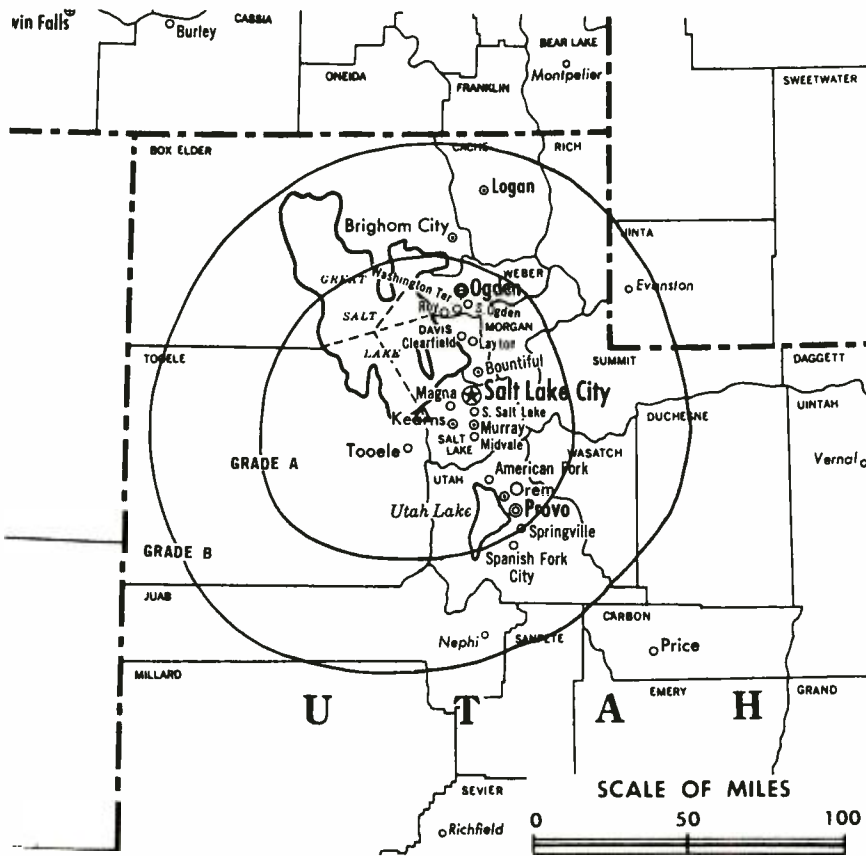 vin Falls
Burley
CASSIA
ONEIDA
FRANKLIN
BEAR LAKE
Montpelier
SWEETWATER
BOX ELDER
CACHE
RICH
Logan
Brighom City
UINTA
Evanston
GREAT
SALT
LAKE
Washington Ter
Ogden
WEBER
Roy
S. Ogden
DAVIS
MORGAN
Clearfield
Layton
Bountiful
SUMMIT
DAGGETT
TOOELE
Magna
Salt Lake City
S. Salt Lake
DUCHESNE
UINTAH
Kearns
Murray
SALT
LAKE
Midvale
Tooele
WASATCH
Vernal
GRADE A
UTAH
American Fork
Orem
Utah Lake
Provo
Springville
GRADE B
Spanish Fork
City
JUAB
CARBON
Nephi
SANPETE
Price
MILLARD
EMERY
GRAND
U T A H
SEVIER
Richfield
SCALE OF MILES
0 50 100